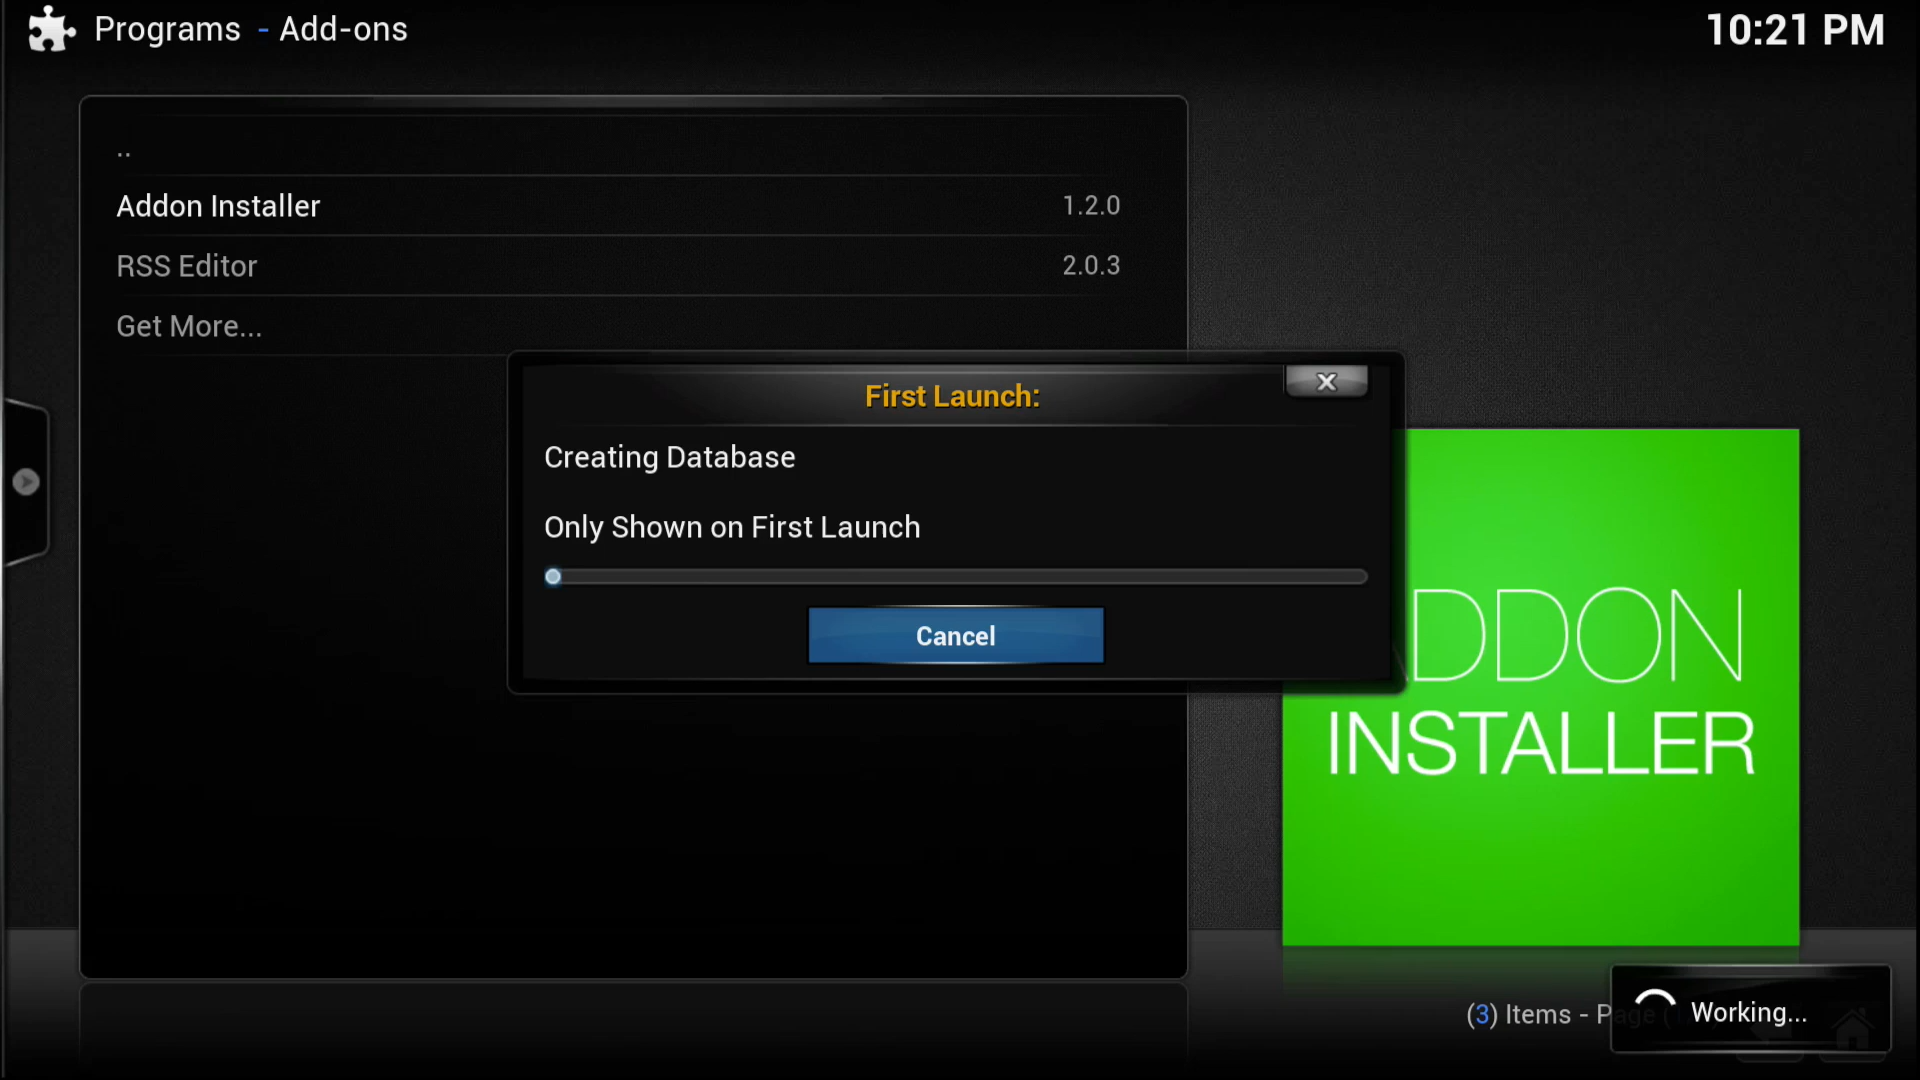 Programs - Add-ons
10:21 PM
..
Addon Installer 1.2.0
RSS Editor 2.0.3
Get More...
First Launch:
Creating Database
Only Shown on First Launch
Cancel
DDON
INSTALLER
(3) Items - Page (
Working...